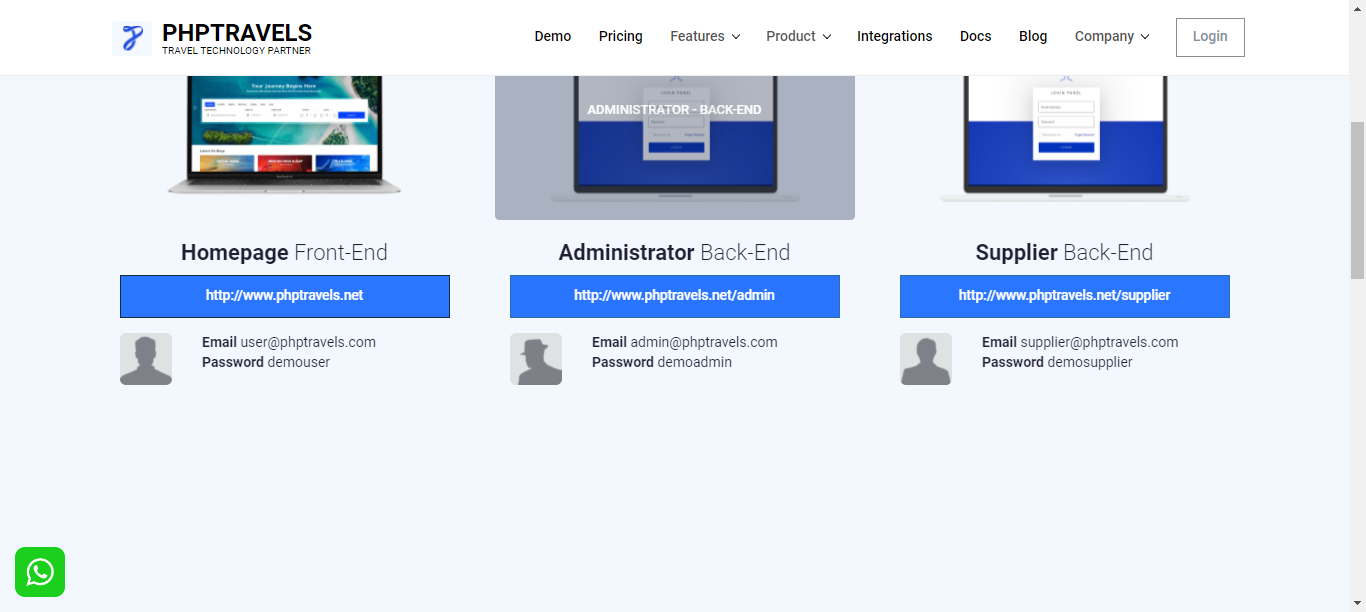 PHPTRAVELS
TRAVEL TECHNOLOGY PARTNER
Demo Pricing Features Product Integrations Docs Blog Company Login
Your Journey Begins Here
LOGIN PANEL
ADMINISTRATOR - BACK-END
LOGIN PANEL
Homepage Front-End
Administrator Back-End
Supplier Back-End
http://www.phptravels.net
http://www.phptravels.net/admin
http://www.phptravels.net/supplier
Email user@phptravels.com
Password demouser
Email admin@phptravels.com
Password demoadmin
Email supplier@phptravels.com
Password demosupplier